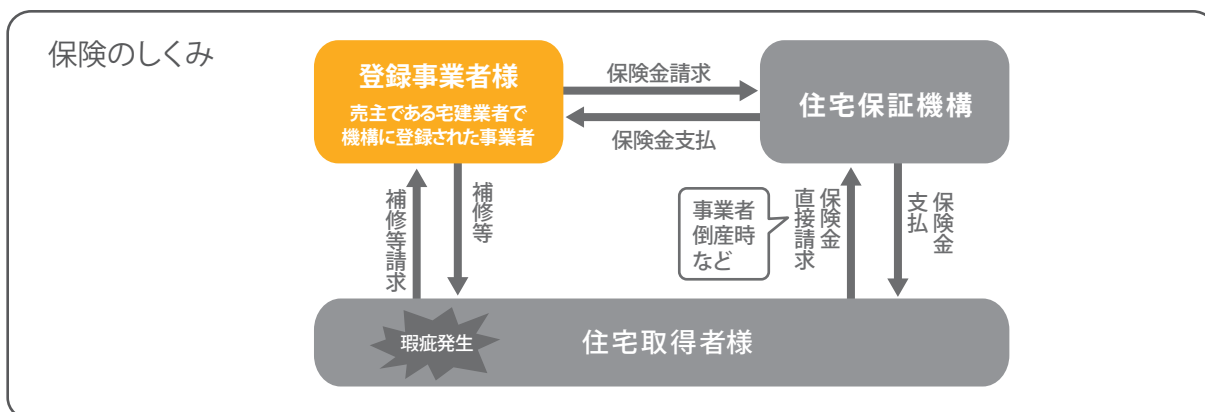 保険のしくみ
登録事業者様
売主である宅建業者で
機構に登録された事業者
保険金請求
保険金支払
住宅保証機構
補修等請求
補修等
事業者
倒産時
など
保険金
直接請求
保険金
支払
瑕疵発生
住宅取得者様